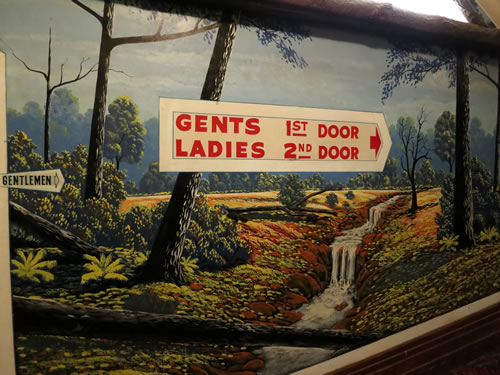 GENTS 1ST DOOR
LADIES 2ND DOOR
GENTLEMEN